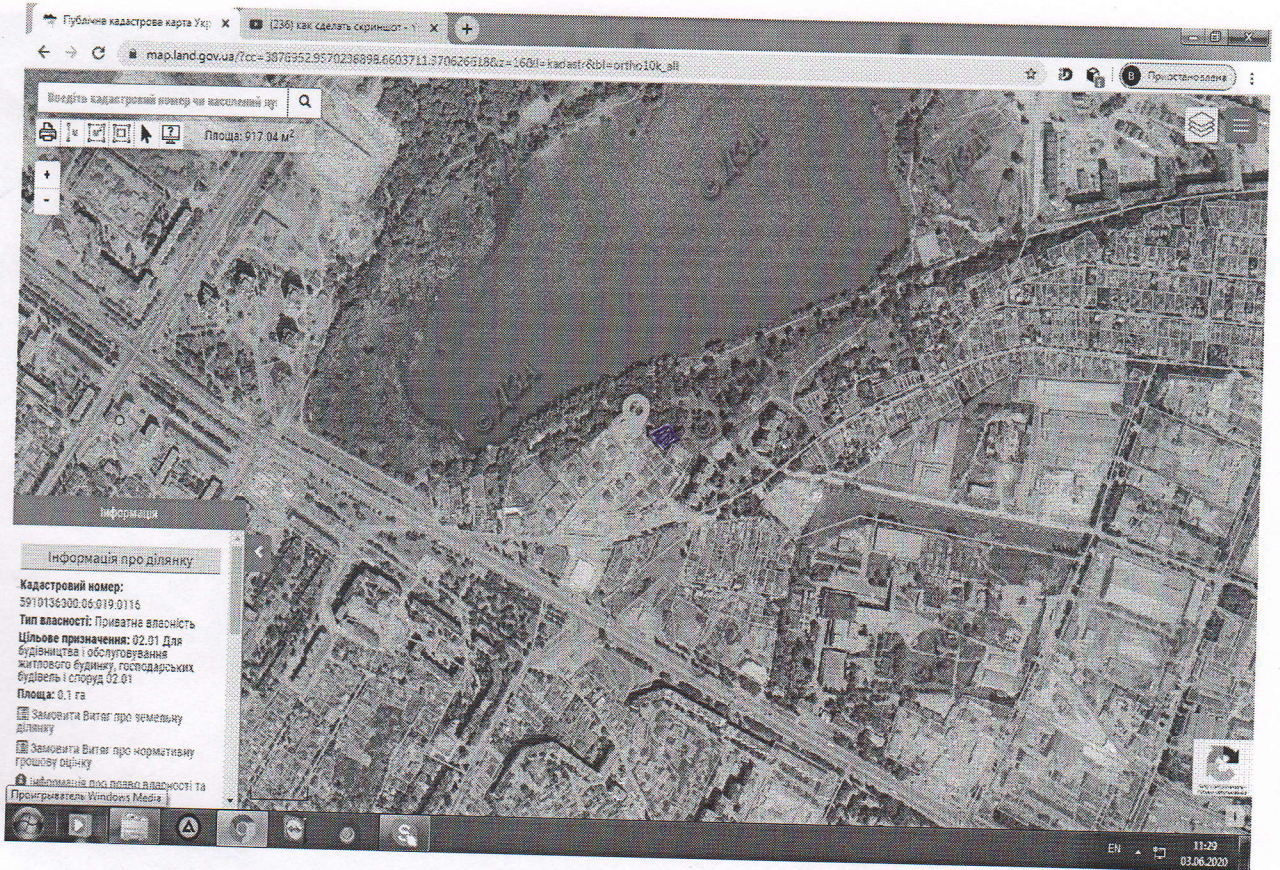 Публічна кадастрова карта Укр
(236) как сделать скриншот - Y
map.land.gov.ua/?cc=3876952.9570236898,6603711.370626518&z=16&l=kadastr&bl=ortho10k_all
Призостановлена
Введіть кадастровий номер чи населений пу
Площа: 917.04 м²
Інформація
Інформація про ділянку
Кадастровий номер:
5910136300:06:019:0116
Тип власності: Приватна власність
Цільове призначення: 02.01 Для
будівництва і обслуговування
житлового будинку, господарських
будівель і споруд 02.01
Площа: 0.1 га
Замовити Витяг про земельну
ділянку
Замовити Витяг про нормативну
грошову оцінку
Інформація про право власності та
Проигрыватель Windows Media
EN
11:29
03.06.2020